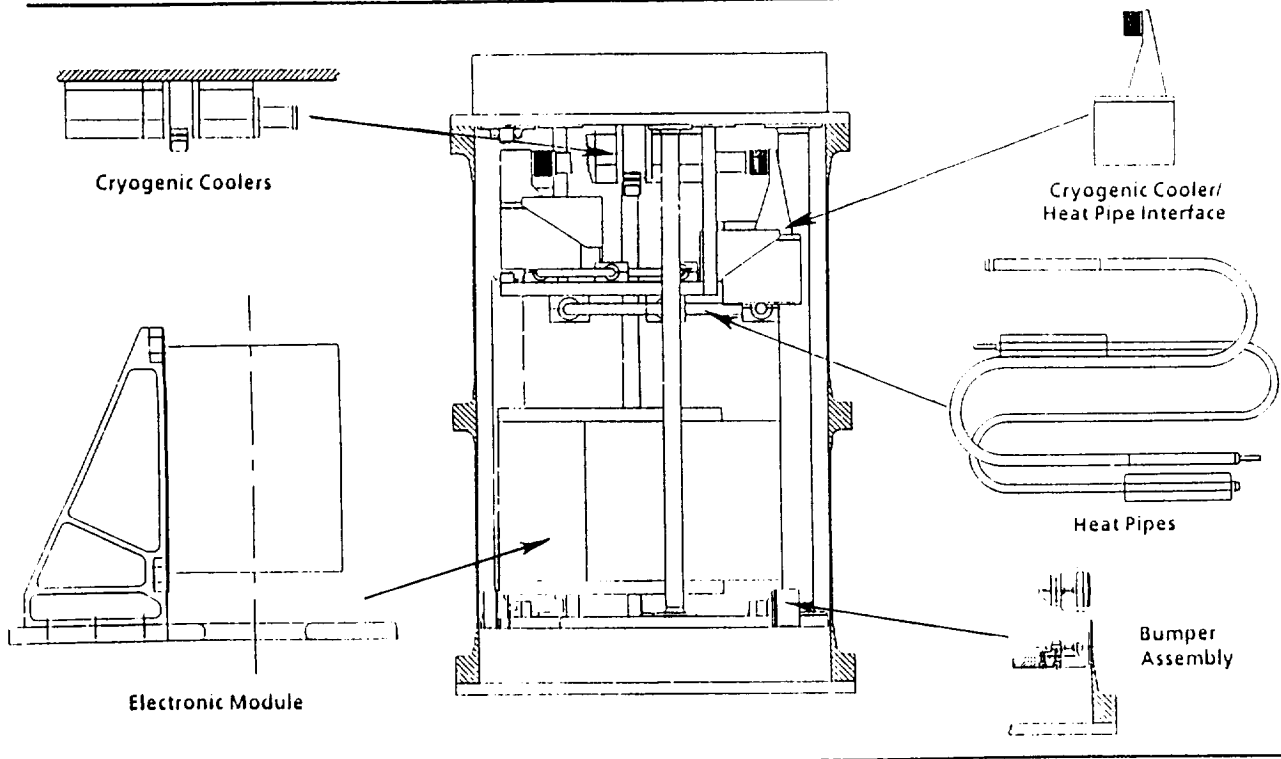 Cryogenic Coolers
Cryogenic Cooler/
Heat Pipe Interface
Heat Pipes
Electronic Module
Bumper
Assembly